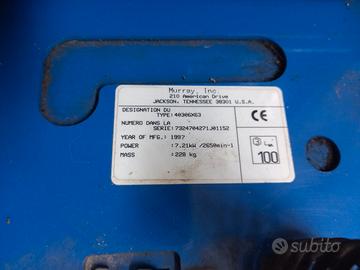 Murray, Inc.
210 American Drive
JACKSON, TENNESSEE 38301 U.S.A.
DESIGNATION DU
TYPE: 40306X63
NUMERO DANS LA
SERIE: 7324704271J01152
YEAR OF MFG.: 1997
POWER : 7.21kW /2650min-1
MASS : 228 kg
CE
100
subito